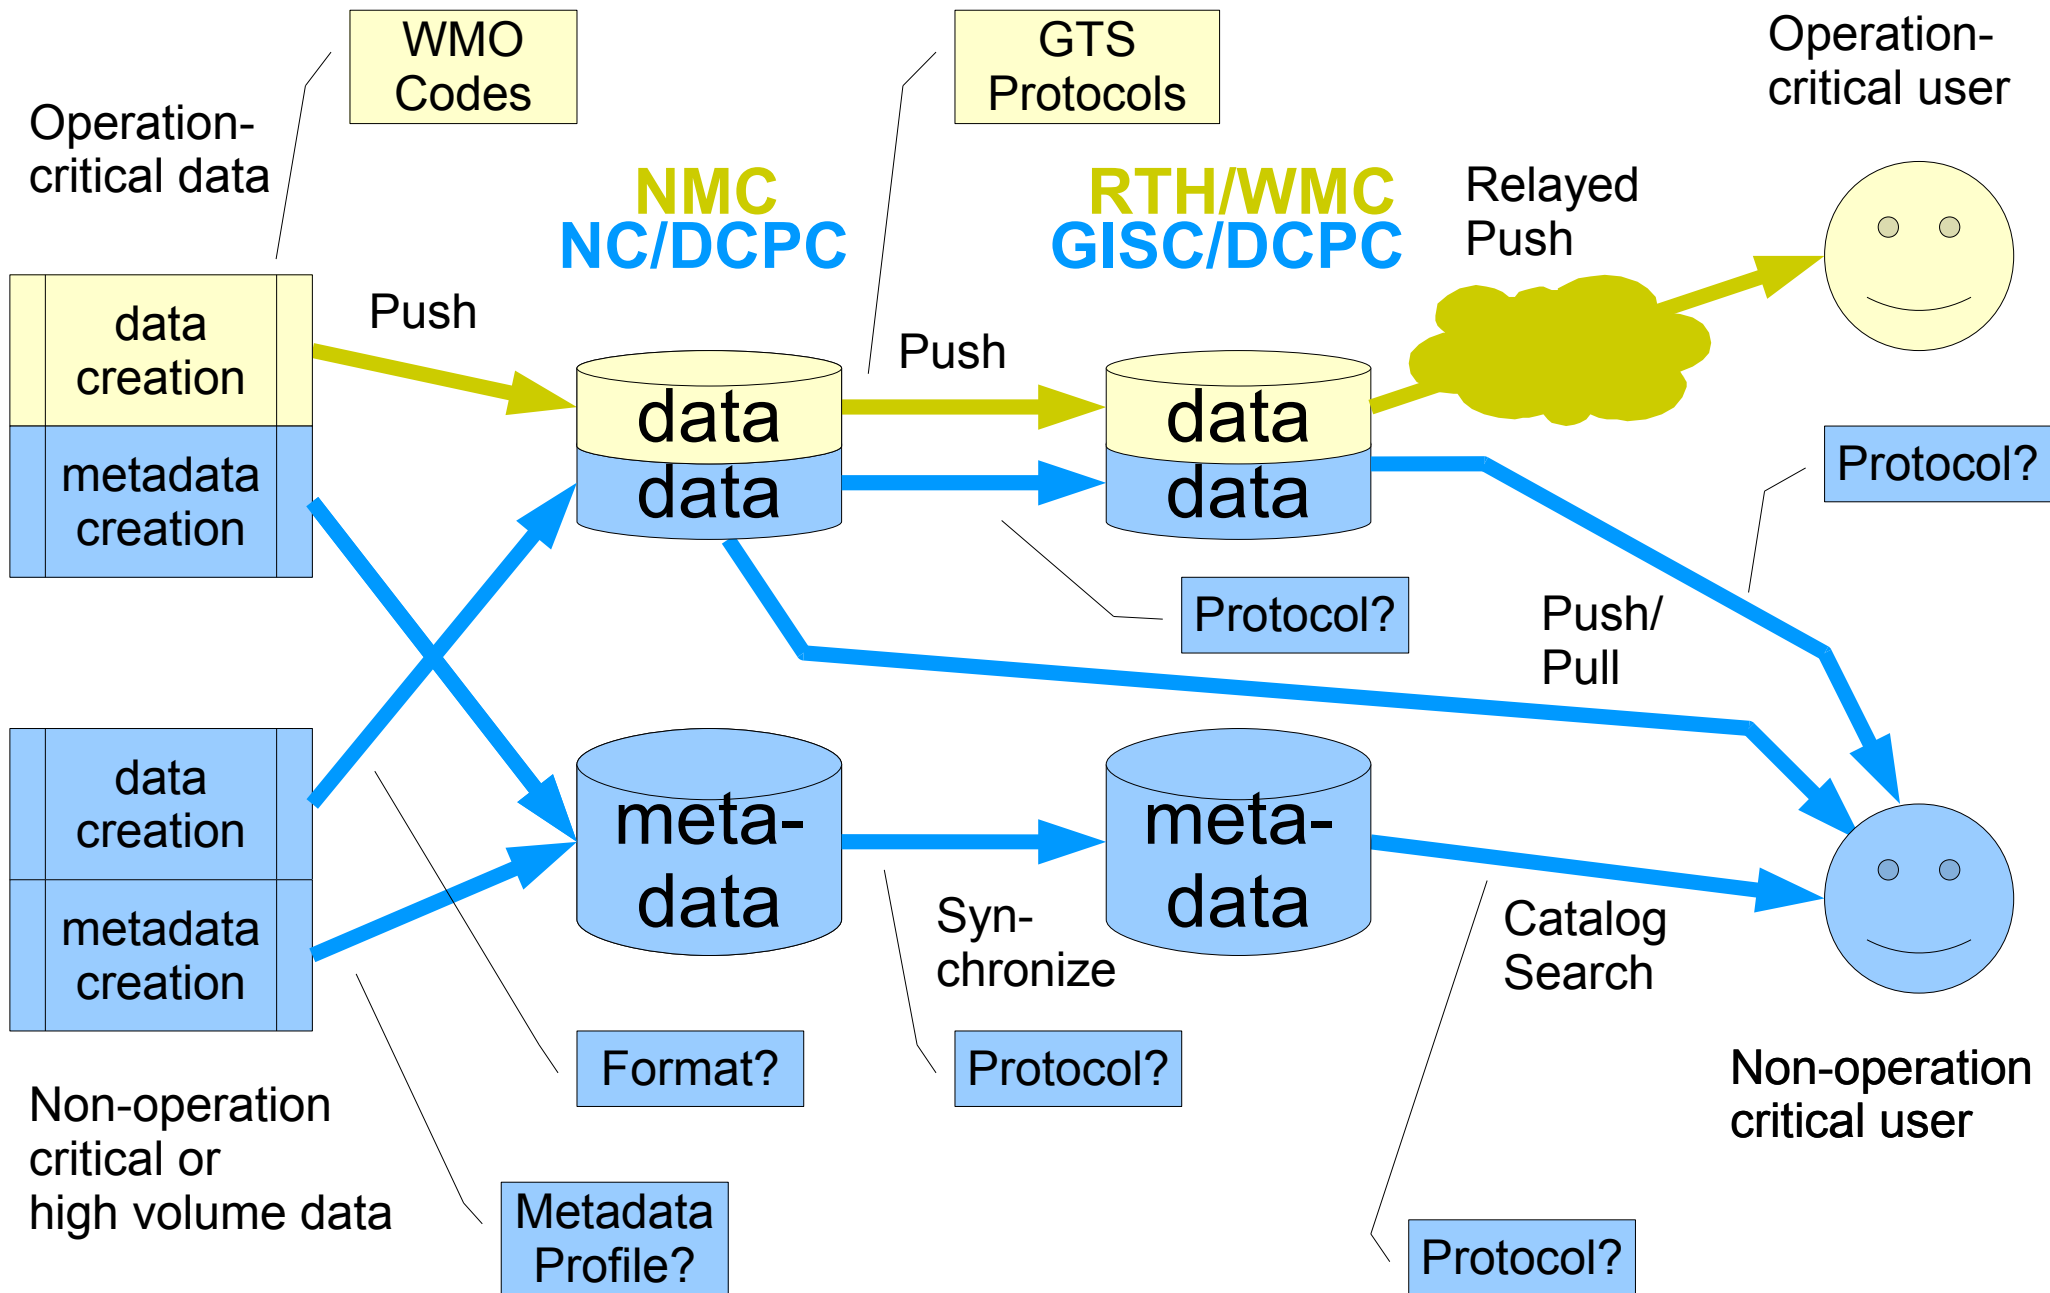 WMO
Codes
GTS
Protocols
Operation-
critical user
Operation-
critical data
NMC
NC/DCPC
RTH/WMC
GISC/DCPC
Relayed
Push
data
creation
Push
Push
data
data
data
data
metadata
creation
Protocol?
Protocol?
Push/
Pull
data
creation
meta-
data
meta-
data
metadata
creation
Syn-
chronize
Catalog
Search
Format?
Protocol?
Non-operation
critical user
Non-operation
critical or
high volume data
Metadata
Profile?
Protocol?